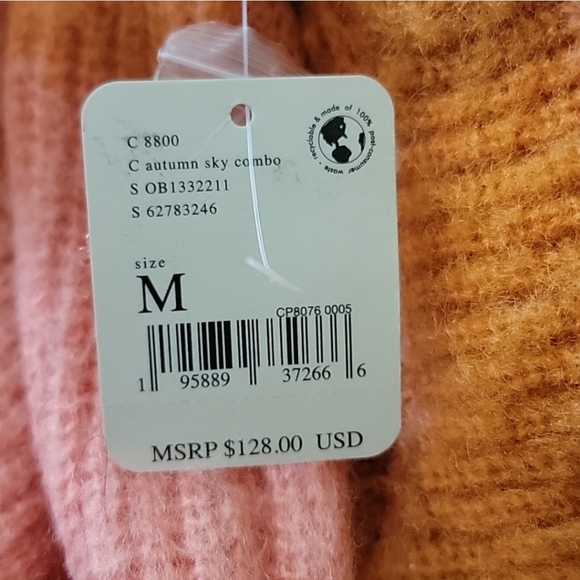 C 8800
C autumn sky combo
S OB1332211
S 62783246
recyclable & made of 100% post-consumer waste
size
M
CP8076 0005
1 95889 37266 6
MSRP $128.00 USD